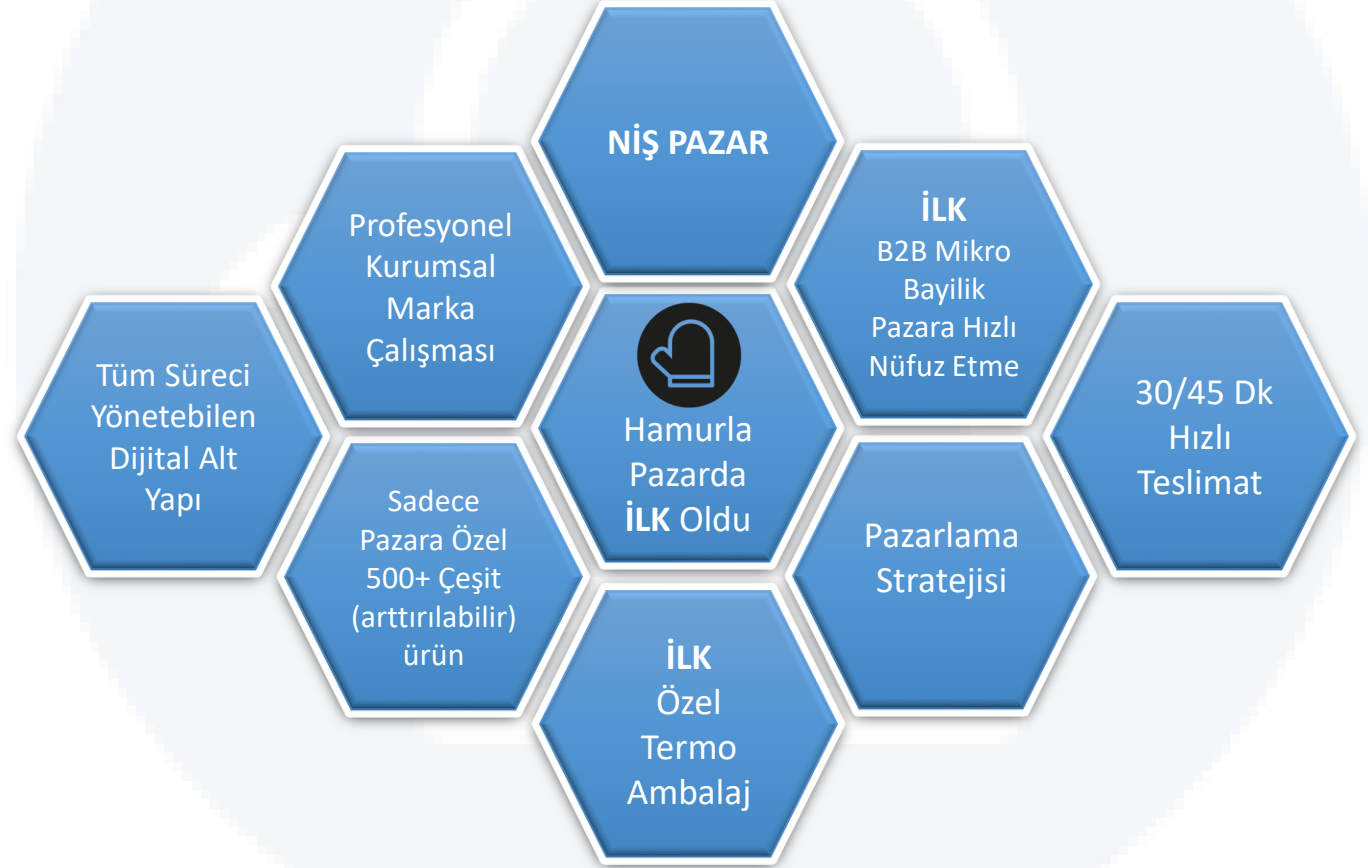 NİŞ PAZAR
Profesyonel
Kurumsal
Marka
Çalışması
İLK
B2B Mikro
Bayilik
Pazara Hızlı
Nüfuz Etme
Tüm Süreci
Yönetebilen
Dijital Alt
Yapı
Hamurla
Pazarda
İLK Oldu
30/45 Dk
Hızlı
Teslimat
Sadece
Pazara Özel
500+ Çeşit
(arttırılabilir)
ürün
Pazarlama
Stratejisi
İLK
Özel
Termo
Ambalaj